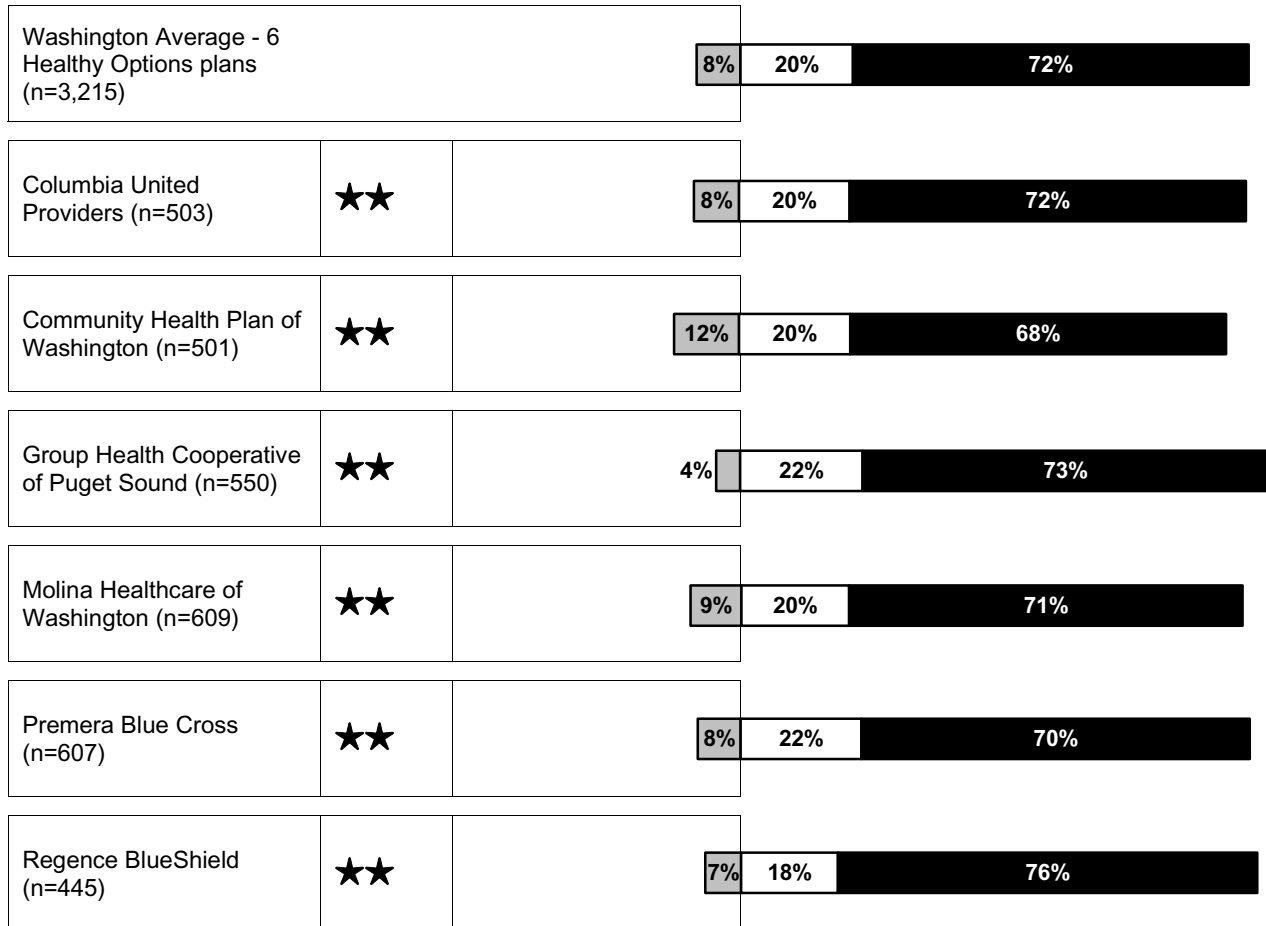 Washington Average - 6
Healthy Options plans
(n=3,215)
8% 20% 72%
Columbia United
Providers (n=503)
★★
8% 20% 72%
Community Health Plan of
Washington (n=501)
★★
12% 20% 68%
Group Health Cooperative
of Puget Sound (n=550)
★★
4% 22% 73%
Molina Healthcare of
Washington (n=609)
★★
9% 20% 71%
Premera Blue Cross
(n=607)
★★
8% 22% 70%
Regence BlueShield
(n=445)
★★
7% 18% 76%